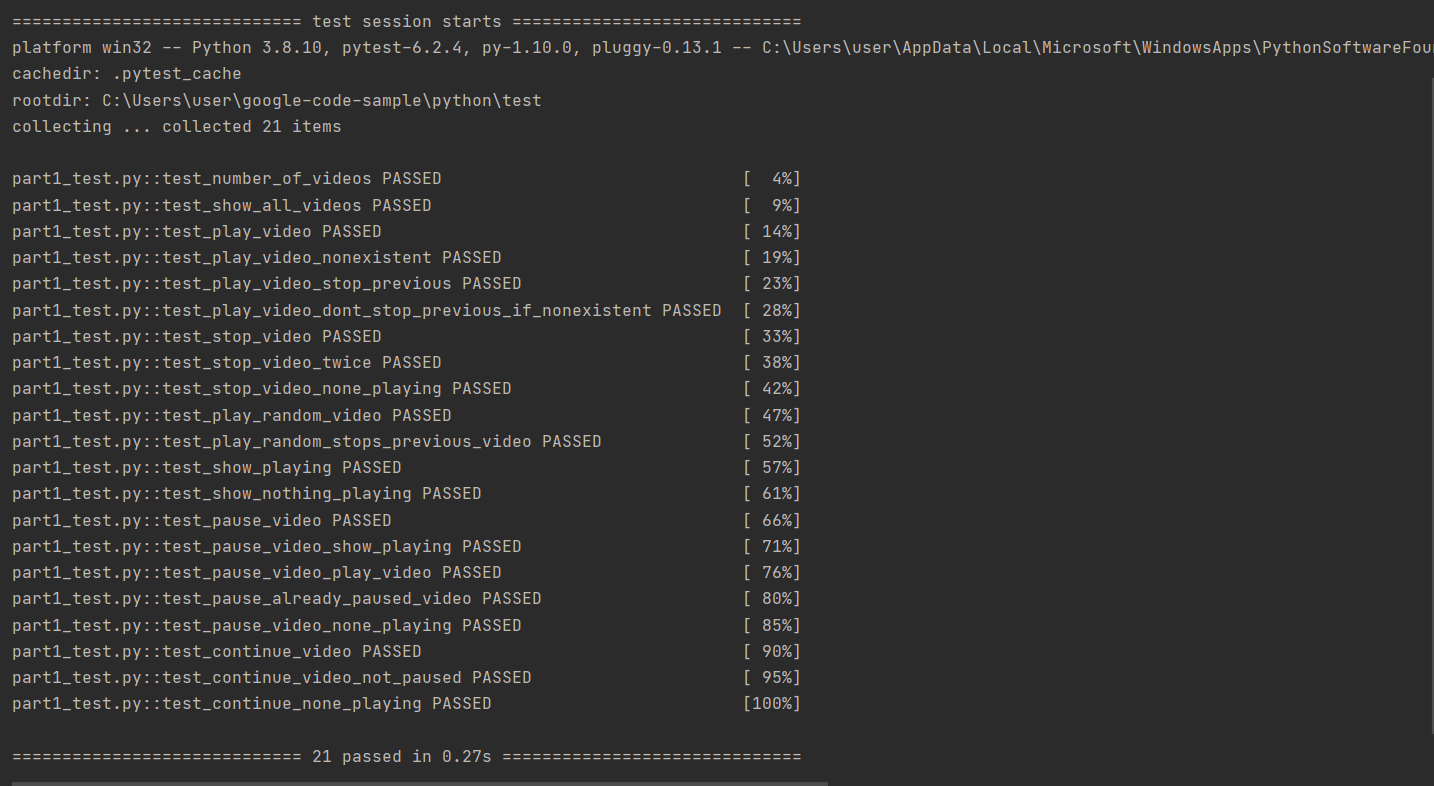 ============================= test session starts =============================
platform win32 -- Python 3.8.10, pytest-6.2.4, py-1.10.0, pluggy-0.13.1 -- C:\Users\user\AppData\Local\Microsoft\WindowsApps\PythonSoftwareFou
cachedir: .pytest_cache
rootdir: C:\Users\user\google-code-sample\python\test
collecting ... collected 21 items
part1_test.py::test_number_of_videos PASSED                              [  4%]
part1_test.py::test_show_all_videos PASSED                               [  9%]
part1_test.py::test_play_video PASSED                                    [ 14%]
part1_test.py::test_play_video_nonexistent PASSED                        [ 19%]
part1_test.py::test_play_video_stop_previous PASSED                      [ 23%]
part1_test.py::test_play_video_dont_stop_previous_if_nonexistent PASSED  [ 28%]
part1_test.py::test_stop_video PASSED                                    [ 33%]
part1_test.py::test_stop_video_twice PASSED                              [ 38%]
part1_test.py::test_stop_video_none_playing PASSED                       [ 42%]
part1_test.py::test_play_random_video PASSED                             [ 47%]
part1_test.py::test_play_random_stops_previous_video PASSED              [ 52%]
part1_test.py::test_show_playing PASSED                                  [ 57%]
part1_test.py::test_show_nothing_playing PASSED                          [ 61%]
part1_test.py::test_pause_video PASSED                                   [ 66%]
part1_test.py::test_pause_video_show_playing PASSED                      [ 71%]
part1_test.py::test_pause_video_play_video PASSED                        [ 76%]
part1_test.py::test_pause_already_paused_video PASSED                    [ 80%]
part1_test.py::test_pause_video_none_playing PASSED                      [ 85%]
part1_test.py::test_continue_video PASSED                                [ 90%]
part1_test.py::test_continue_video_not_paused PASSED                     [ 95%]
part1_test.py::test_continue_none_playing PASSED                         [100%]
============================= 21 passed in 0.27s ==============================